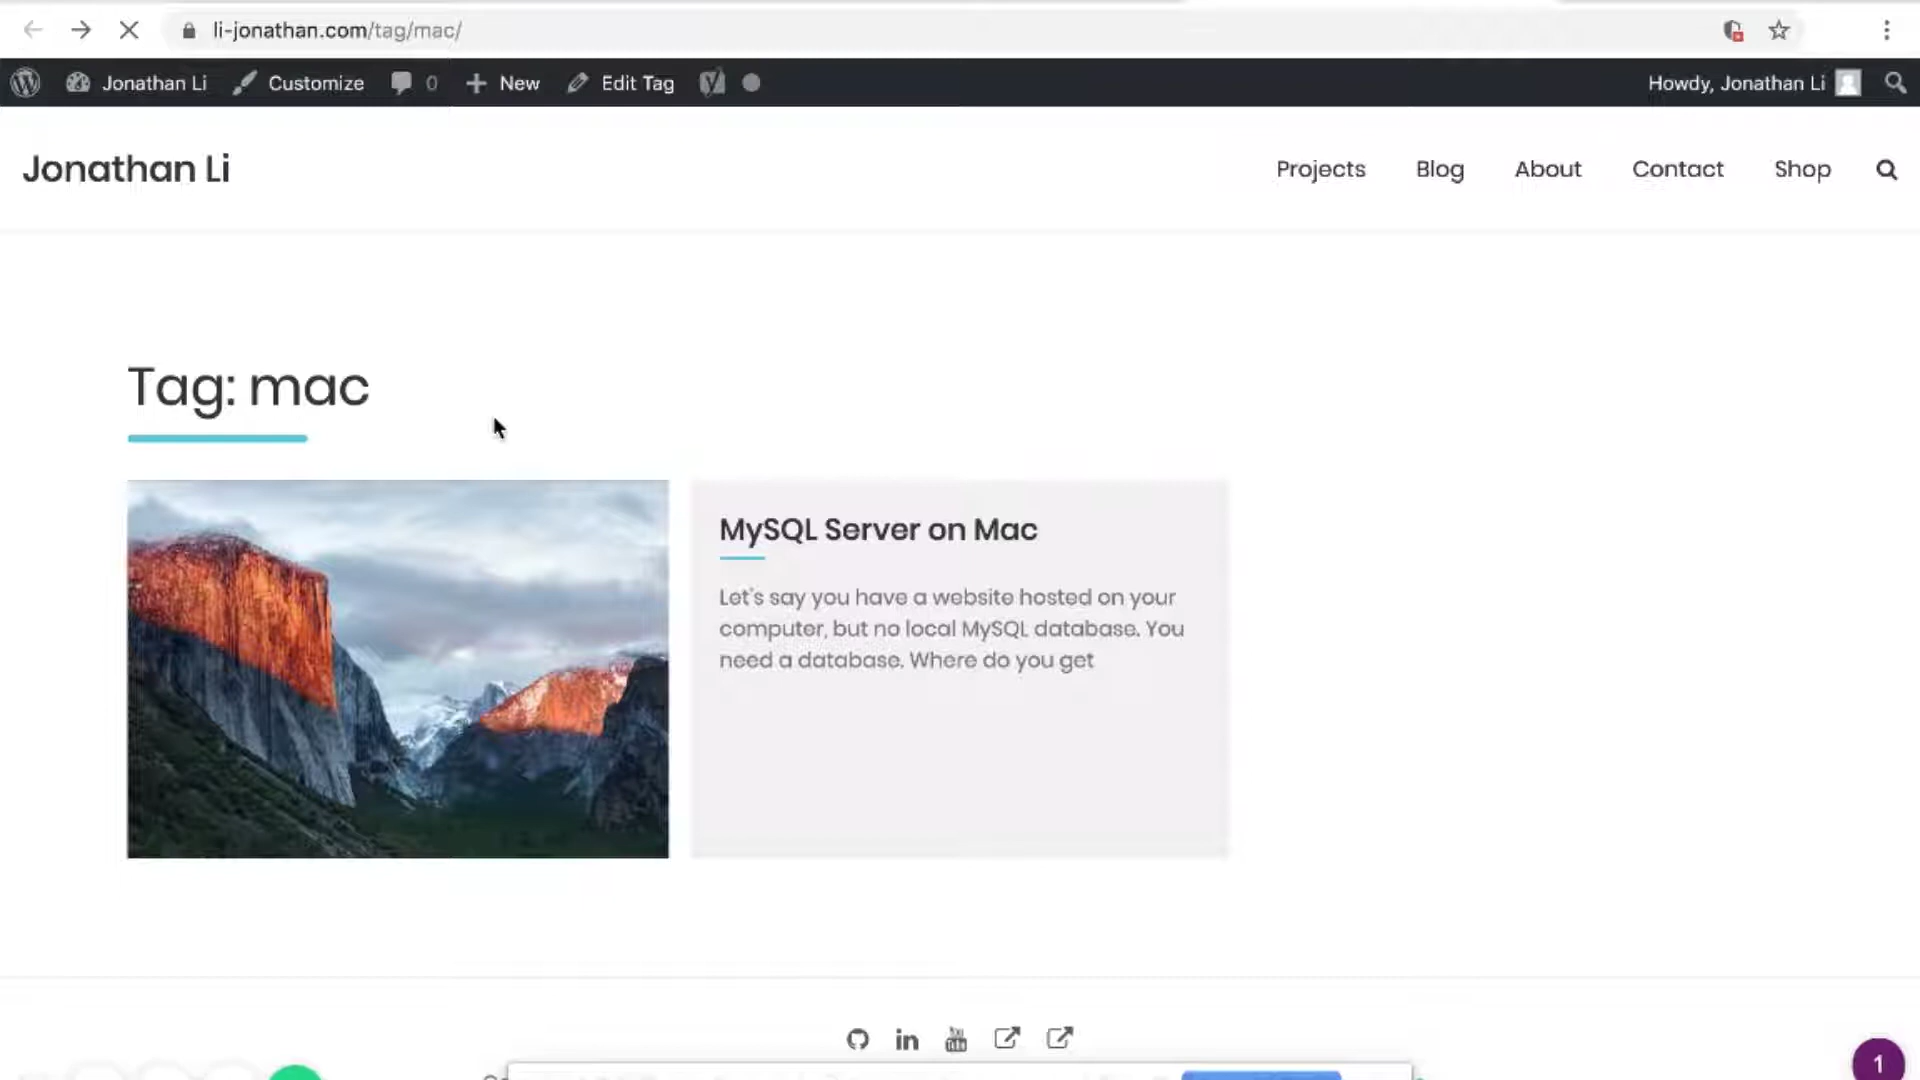 li-jonathan.com/tag/mac/
Jonathan Li Customize 0 New Edit Tag Howdy, Jonathan Li
Jonathan Li Projects Blog About Contact Shop
Tag: mac
MySQL Server on Mac
Let's say you have a website hosted on your
computer, but no local MySQL database. You
need a database. Where do you get
in
1